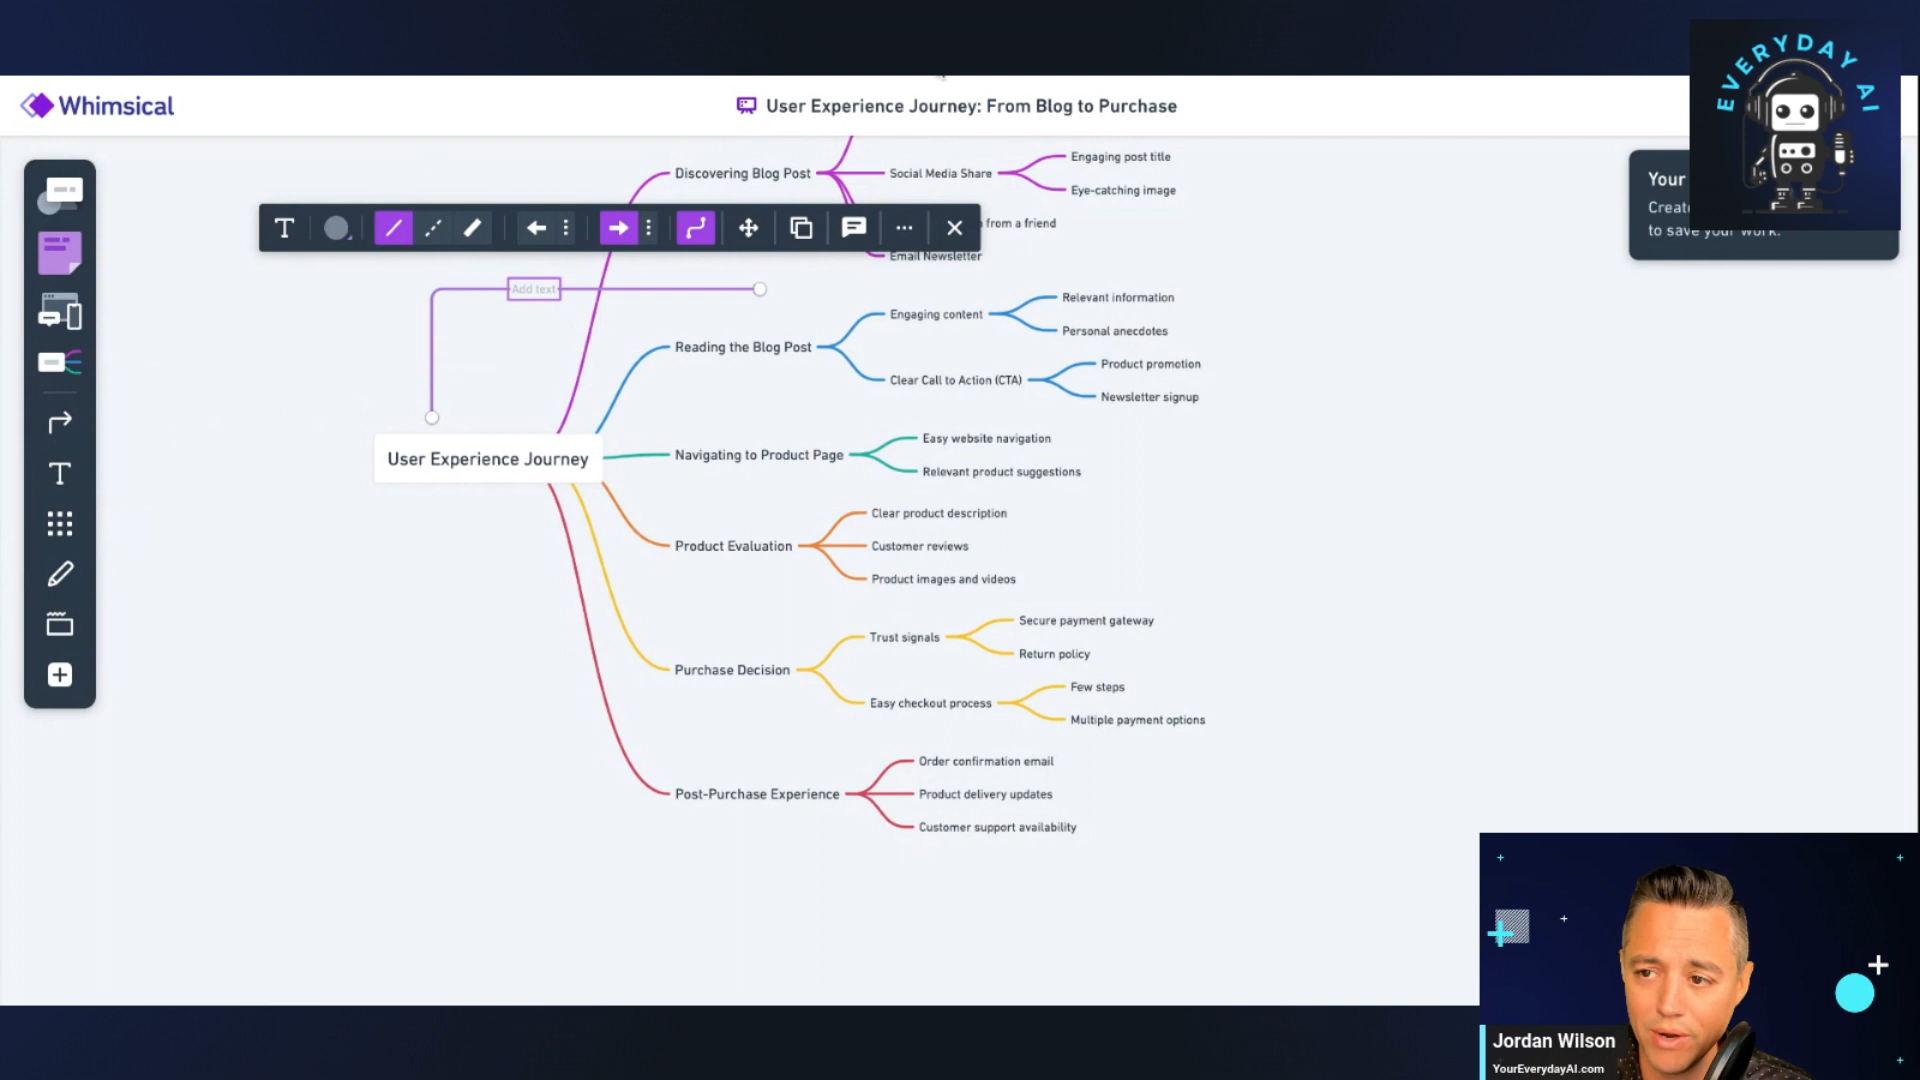 Whimsical
User Experience Journey: From Blog to Purchase
EVERYDAY AI
Your
Creat
to save your work.
Discovering Blog Post
Social Media Share
Engaging post title
Eye-catching image
from a friend
Email Newsletter
T
Add text
Reading the Blog Post
Engaging content
Relevant information
Personal anecdotes
Clear Call to Action (CTA)
Product promotion
Newsletter signup
User Experience Journey
Navigating to Product Page
Easy website navigation
Relevant product suggestions
Product Evaluation
Clear product description
Customer reviews
Product images and videos
Purchase Decision
Trust signals
Secure payment gateway
Return policy
Easy checkout process
Few steps
Multiple payment options
Post-Purchase Experience
Order confirmation email
Product delivery updates
Customer support availability
T
Jordan Wilson
YourEverydayAI.com